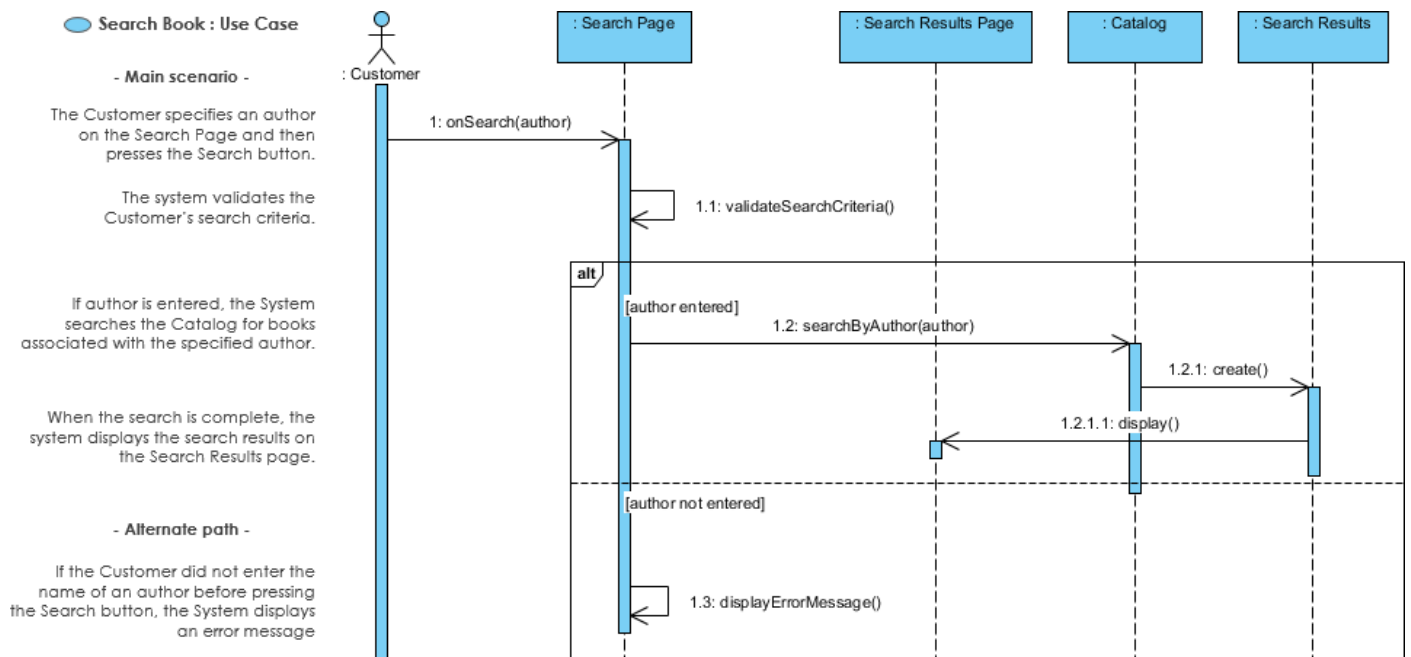 Search Book : Use Case
: Customer
: Search Page
: Search Results Page
: Catalog
: Search Results
- Main scenario -
The Customer specifies an author
on the Search Page and then
presses the Search button.
1: onSearch(author)
The system validates the
Customer's search criteria.
1.1: validateSearchCriteria()
alt
[author entered]
If author is entered, the System
searches the Catalog for books
associated with the specified author.
1.2: searchByAuthor(author)
1.2.1: create()
When the search is complete, the
system displays the search results on
the Search Results page.
1.2.1.1: display()
[author not entered]
- Alternate path -
If the Customer did not enter the
name of an author before pressing
the Search button, the System displays
an error message
1.3: displayErrorMessage()